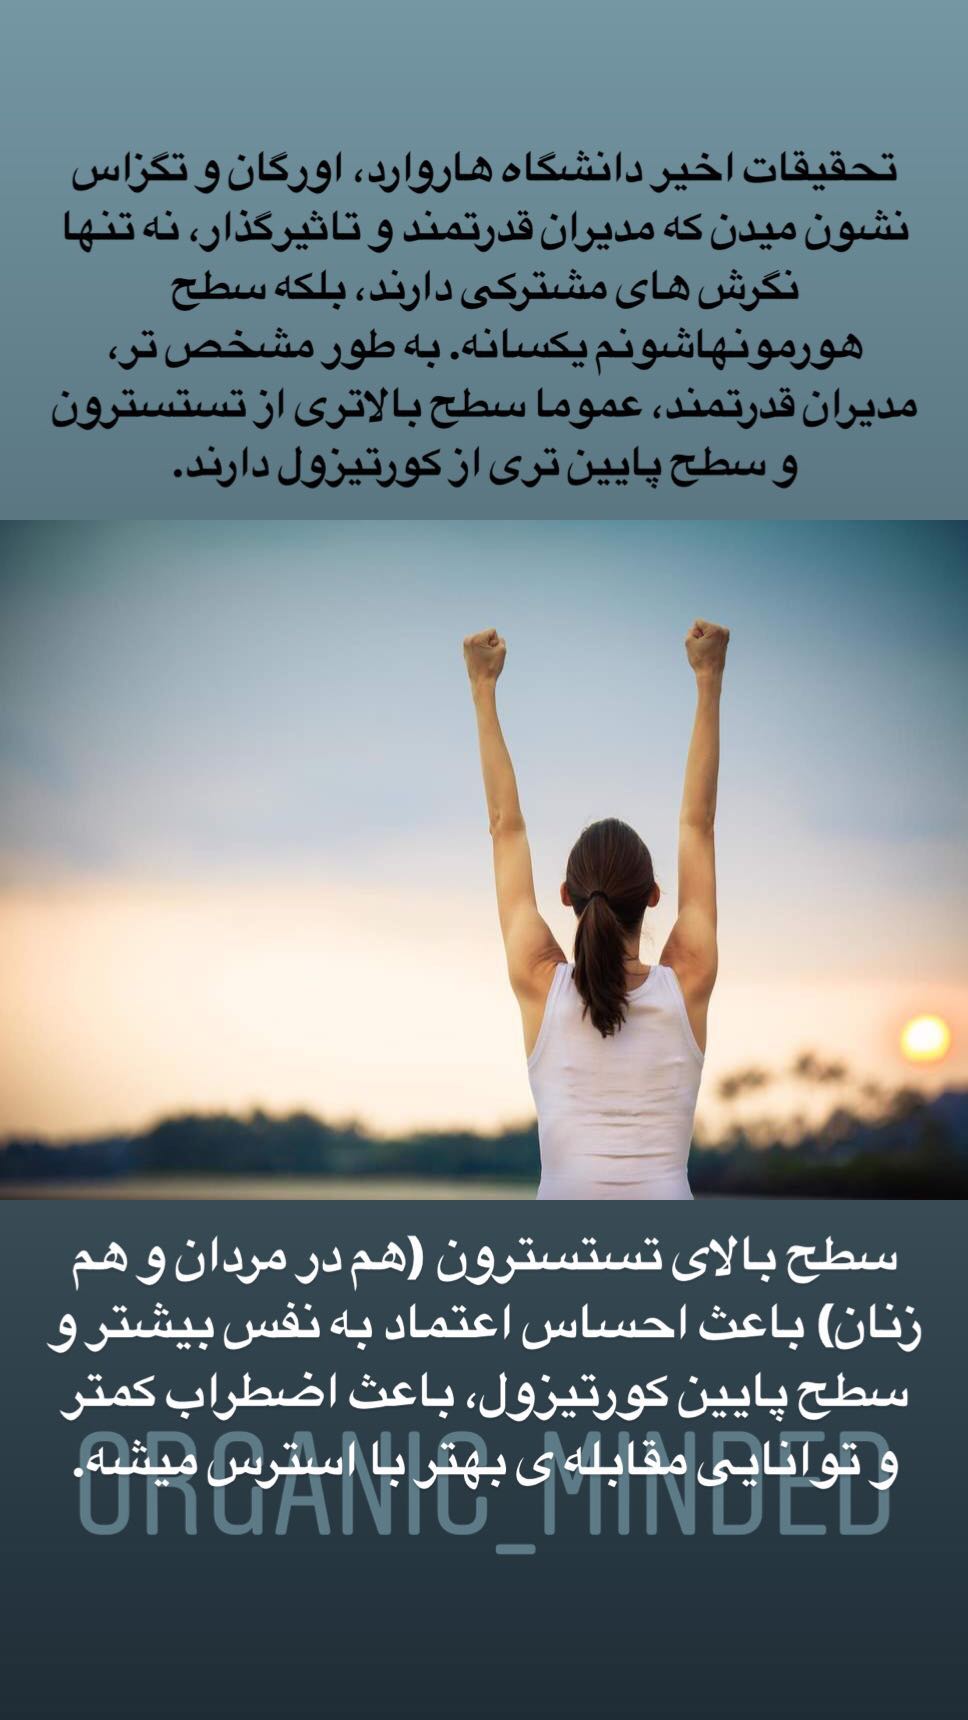 تحقیقات اخیر دانشگاه هاروارد، اورگان و تگزاس
نشون میدن که مدیران قدرتمند و تاثیرگذار، نه تنها
نگرش های مشترکی دارند، بلکه سطح
هورمونهاشونم یکسانه. به طور مشخص تر،
مدیران قدرتمند، عموما سطح بالاتری از تستسترون
و سطح پایین تری از کورتیزول دارند.
سطح بالای تستسترون (هم در مردان و هم
زنان) باعث احساس اعتماد به نفس بیشتر و
سطح پایین کورتیزول، باعث اضطراب کمتر
و توانایی مقابله ی بهتر با استرس میشه.
ORGANIC_MINDED